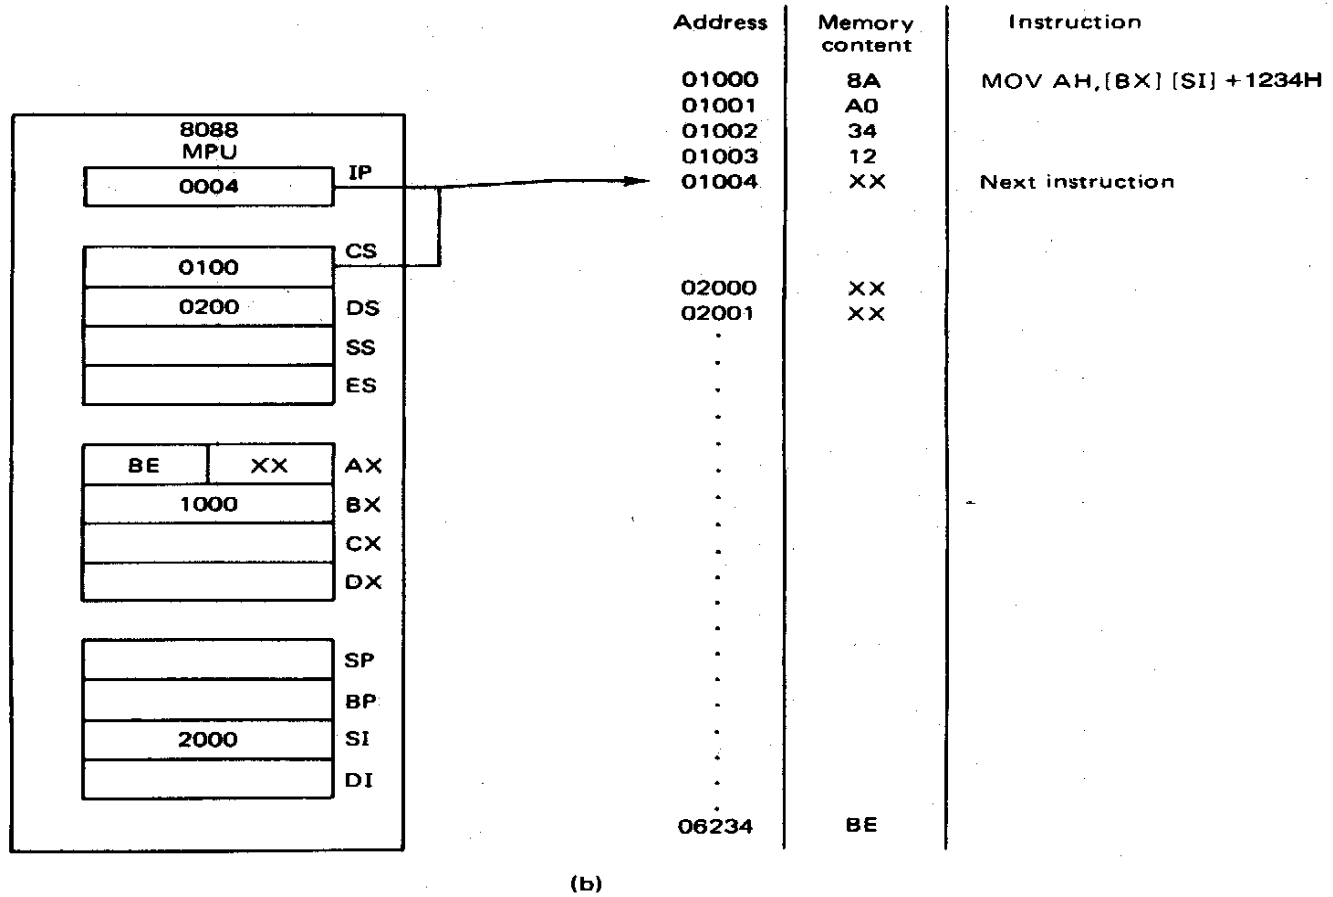 Address Memory content Instruction
01000 8A MOV AH,[BX] [SI] +1234H
01001 A0
01002 34
01003 12
01004 XX Next instruction
02000 XX
02001 XX
06234 BE
8088
MPU
0004 IP
0100 CS
0200 DS
SS
ES
BE XX AX
1000 BX
CX
DX
SP
BP
2000 SI
DI
(b)